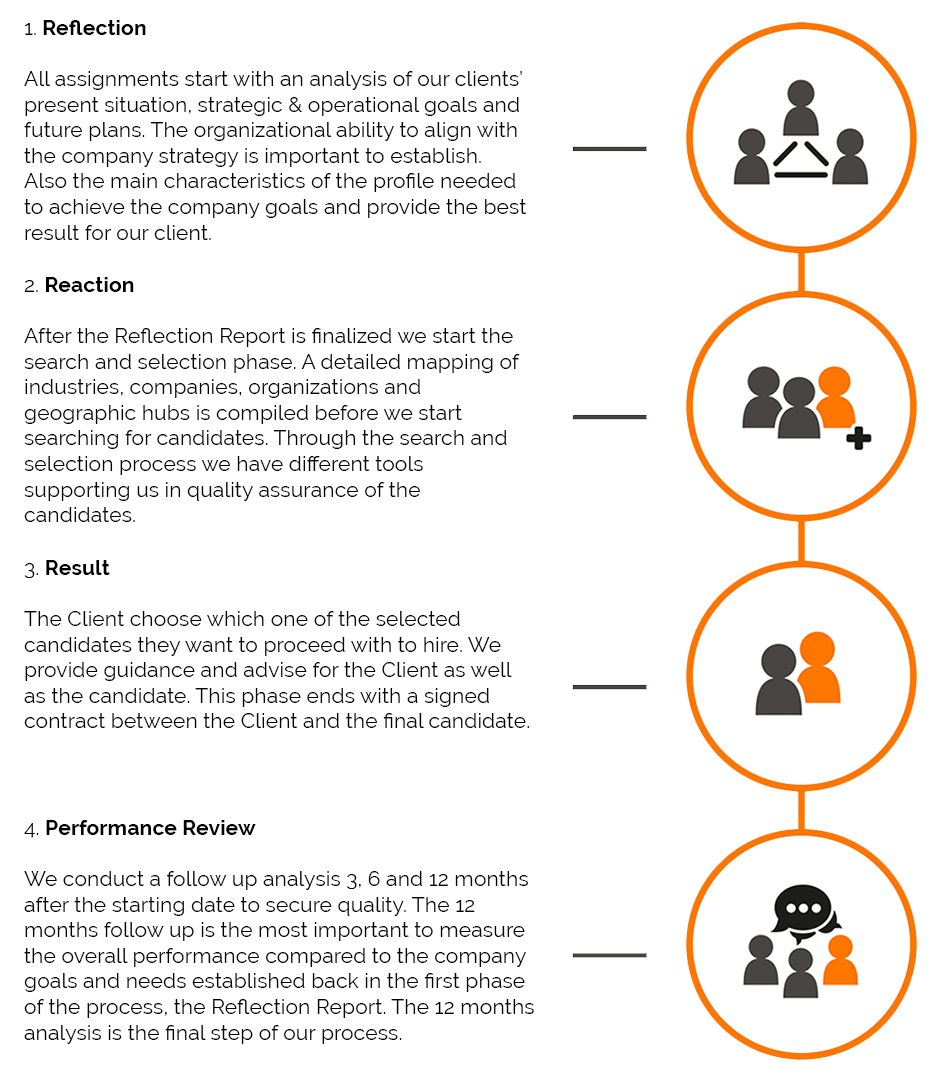 1. Reflection
All assignments start with an analysis of our clients’
present situation, strategic & operational goals and
future plans. The organizational ability to align with
the company strategy is important to establish.
Also the main characteristics of the profile needed
to achieve the company goals and provide the best
result for our client.
2. Reaction
After the Reflection Report is finalized we start the
search and selection phase. A detailed mapping of
industries, companies, organizations and
geographic hubs is compiled before we start
searching for candidates. Through the search and
selection process we have different tools
supporting us in quality assurance of the
candidates.
3. Result
The Client choose which one of the selected
candidates they want to proceed with to hire. We
provide guidance and advise for the Client as well
as the candidate. This phase ends with a signed
contract between the Client and the final candidate.
4. Performance Review
We conduct a follow up analysis 3, 6 and 12 months
after the starting date to secure quality. The 12
months follow up is the most important to measure
the overall performance compared to the company
goals and needs established back in the first phase
of the process, the Reflection Report. The 12 months
analysis is the final step of our process.